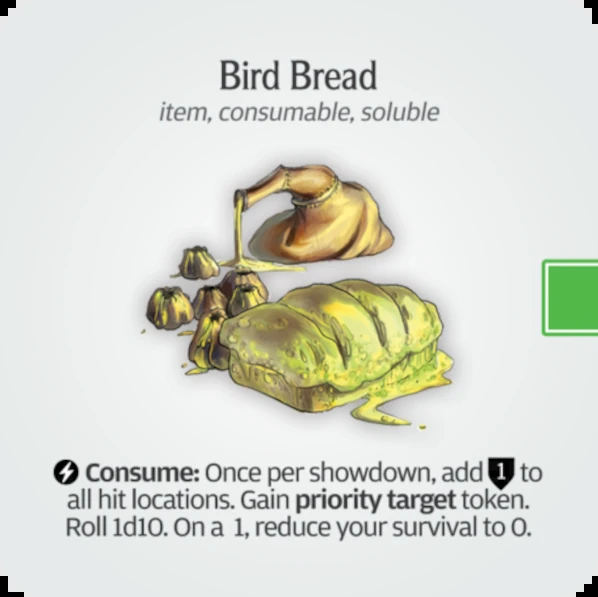 Bird Bread
item, consumable, soluble
Consume: Once per showdown, add 1 to
all hit locations. Gain priority target token.
Roll 1d10. On a 1, reduce your survival to 0.